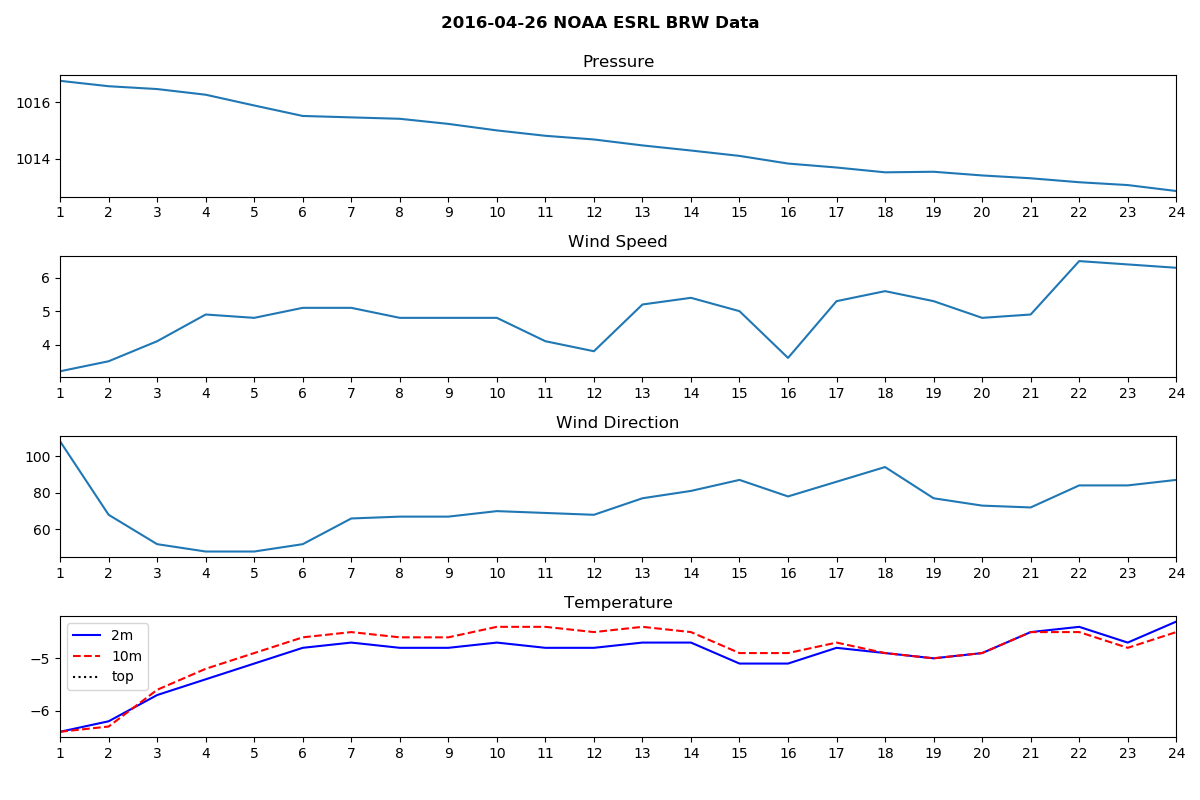 2016-04-26 NOAA ESRL BRW Data
Pressure
1016
1014
1 2 3 4 5 6 7 8 9 10 11 12 13 14 15 16 17 18 19 20 21 22 23 24
Wind Speed
6
5
4
1 2 3 4 5 6 7 8 9 10 11 12 13 14 15 16 17 18 19 20 21 22 23 24
Wind Direction
100
80
60
1 2 3 4 5 6 7 8 9 10 11 12 13 14 15 16 17 18 19 20 21 22 23 24
Temperature
2m
10m
top
−5
−6
1 2 3 4 5 6 7 8 9 10 11 12 13 14 15 16 17 18 19 20 21 22 23 24